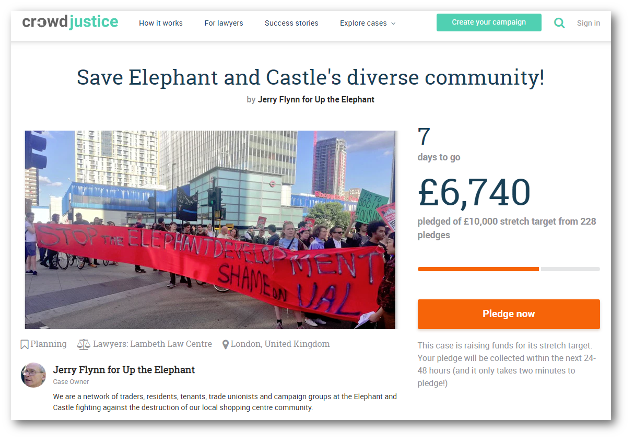 crowdjustice
How it works
For lawyers
Success stories
Explore cases
Create your campaign
Sign in
Save Elephant and Castle's diverse community!
by Jerry Flynn for Up the Elephant
STOP THE ELEPHANT DEVELOPMENT
SHAME ON UAL
7
days to go
£6,740
pledged of £10,000 stretch target from 228
pledges
Pledge now
This case is raising funds for its stretch target.
Your pledge will be collected within the next 24-
48 hours (and it only takes two minutes to
pledge!)
Planning
Lawyers: Lambeth Law Centre
London, United Kingdom
Jerry Flynn for Up the Elephant
Case Owner
We are a network of traders, residents, tenants, trade unionists and campaign groups at the Elephant and
Castle fighting against the destruction of our local shopping centre community.